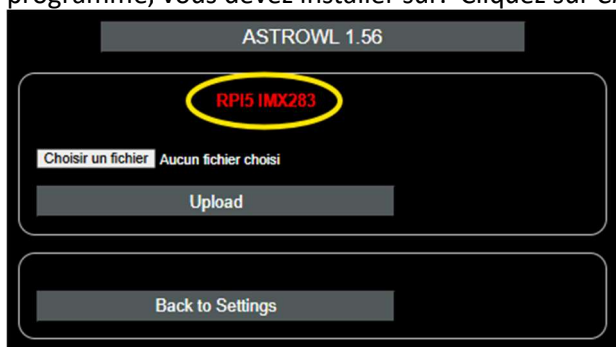 programme, vous devez installer sur. Cliquez sur
ASTROWL 1.56
RPI5 IMX283
Choisir un fichier Aucun fichier choisi
Upload
Back to Settings